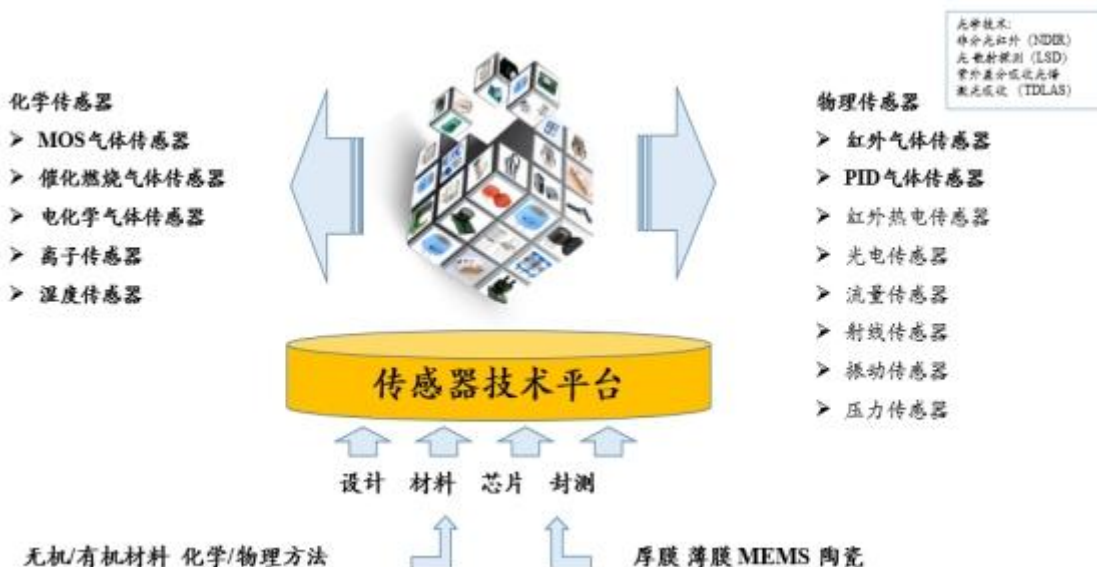 光学技术:
非分光红外（NDIR）
光散射探测（LSD）
紫外差分吸收光谱
激光吸收 （TDLAS）
化学传感器
➤ MOS气体传感器
➤ 催化燃烧气体传感器
➤ 电化学气体传感器
➤ 离子传感器
➤ 湿度传感器
物理传感器
➤ 红外气体传感器
➤ PID气体传感器
➤ 红外热电传感器
➤ 光电传感器
➤ 流量传感器
➤ 射线传感器
➤ 振动传感器
➤ 压力传感器
传感器技术平台
设计 材料 芯片 封测
无机/有机材料 化学/物理方法
厚膜 薄膜 MEMS 陶瓷